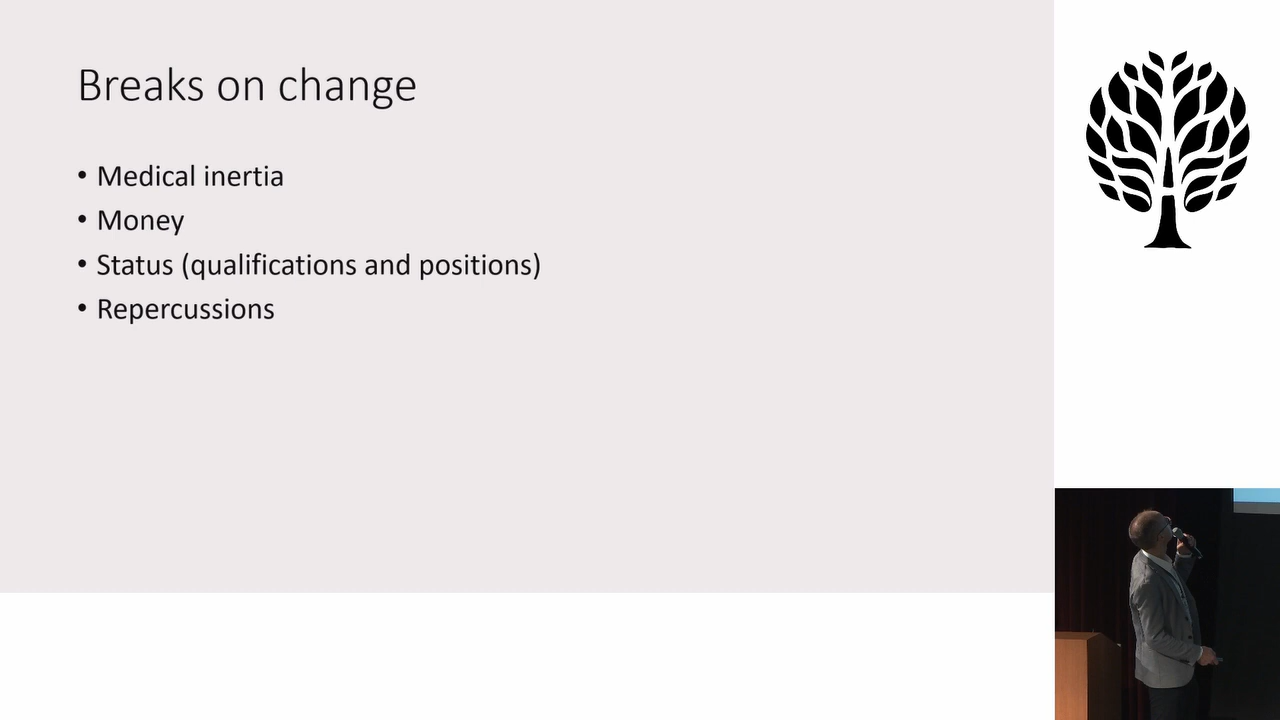 Breaks on change
• Medical inertia
• Money
• Status (qualifications and positions)
• Repercussions